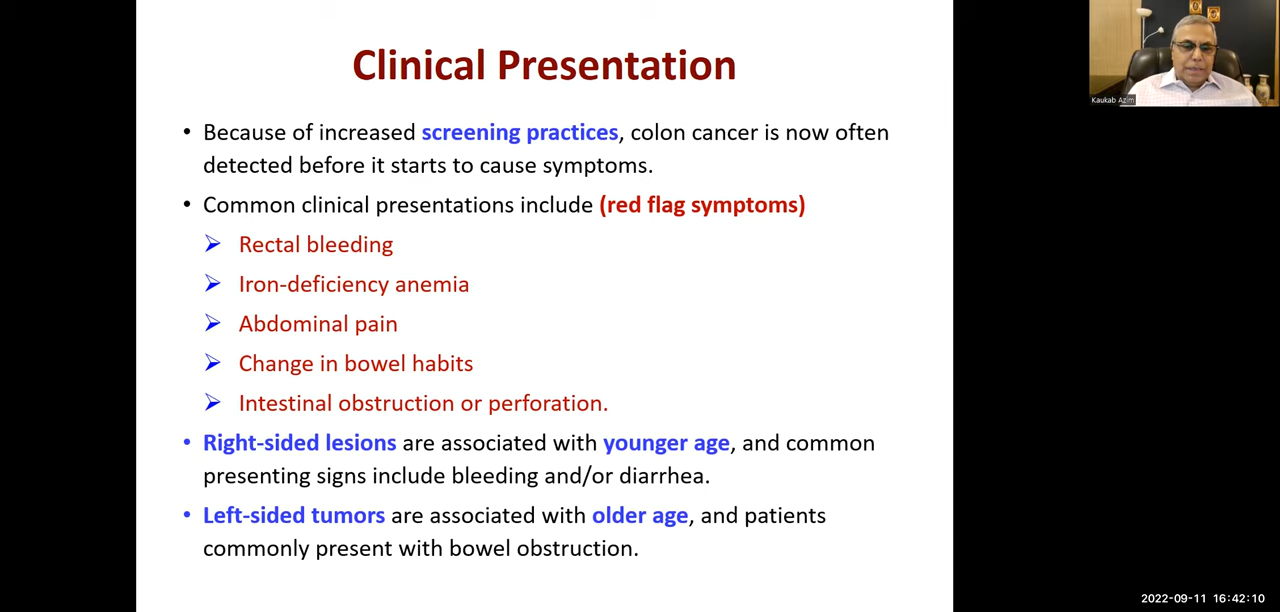 Clinical Presentation
• Because of increased screening practices, colon cancer is now often
detected before it starts to cause symptoms.
• Common clinical presentations include (red flag symptoms)
➢ Rectal bleeding
➢ Iron-deficiency anemia
➢ Abdominal pain
➢ Change in bowel habits
➢ Intestinal obstruction or perforation.
• Right-sided lesions are associated with younger age, and common
presenting signs include bleeding and/or diarrhea.
• Left-sided tumors are associated with older age, and patients
commonly present with bowel obstruction.
Kaukab Azim
2022-09-11 16:42:10